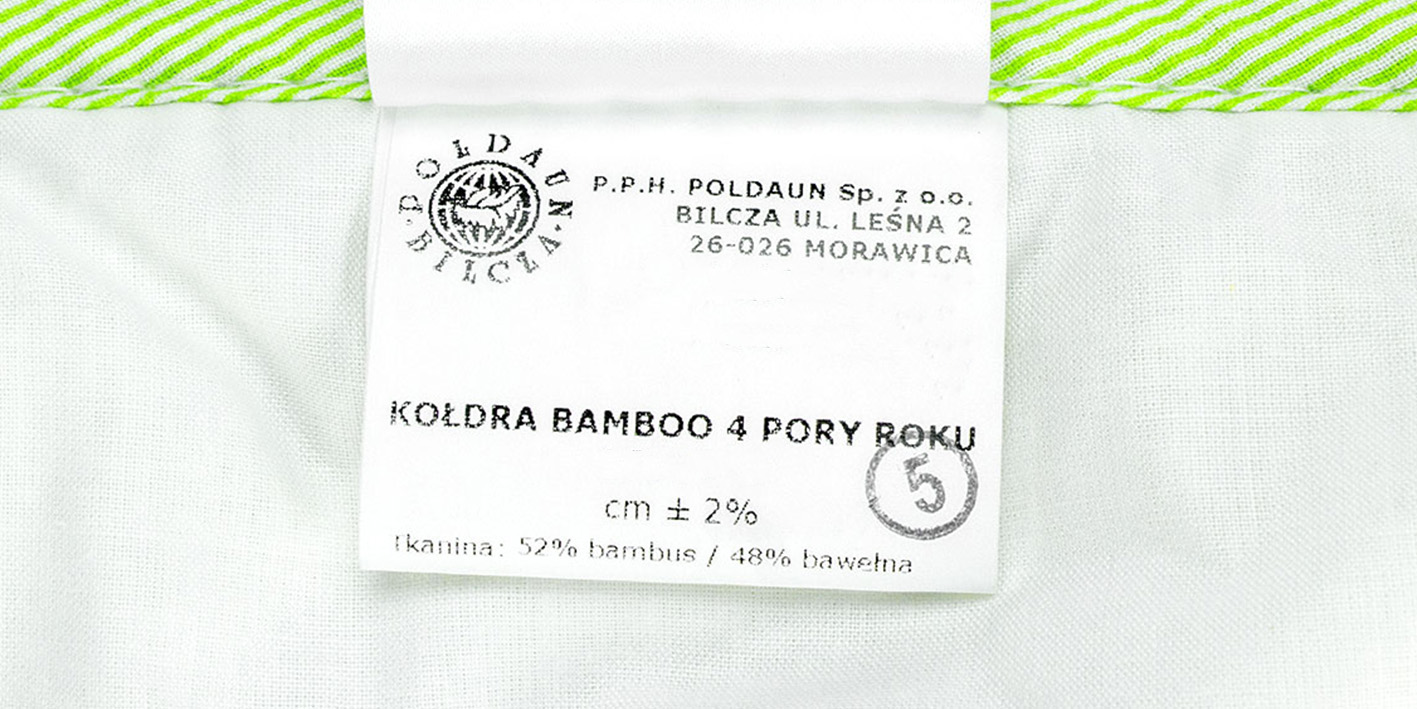 POLDAUN
· BILCZA ·
P.P.H. POLDAUN Sp. z o.o.
BILCZA UL. LEŚNA 2
26-026 MORAWICA
KOŁDRA BAMBOO 4 PORY ROKU
5
cm ± 2%
Tkanina: 52% bambus / 48% bawełna